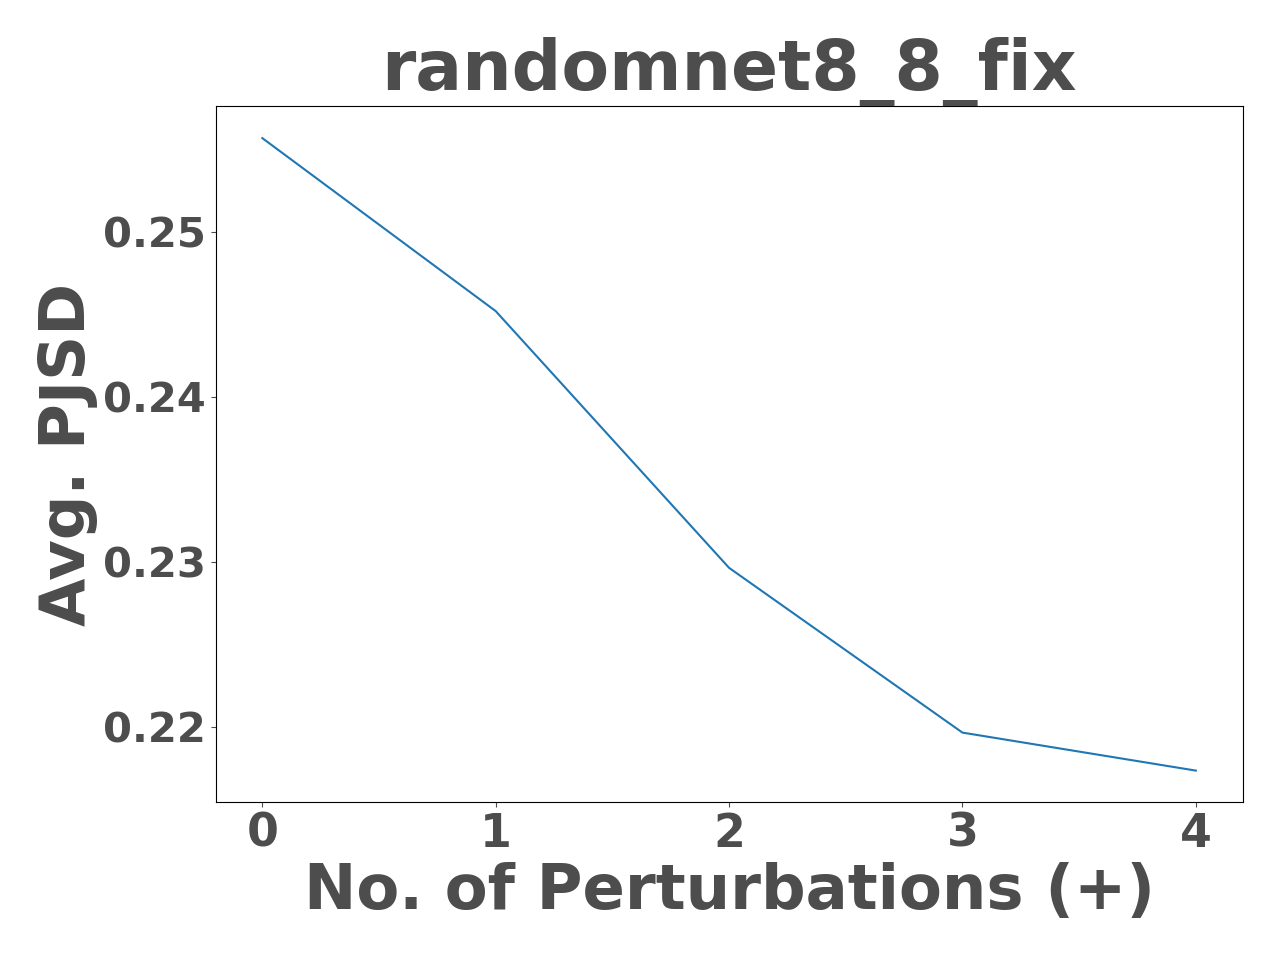 randomnet8_8_fix
0.25
0.24
0.23
0.22
Avg. PJSD
0 1 2 3 4
No. of Perturbations (+)